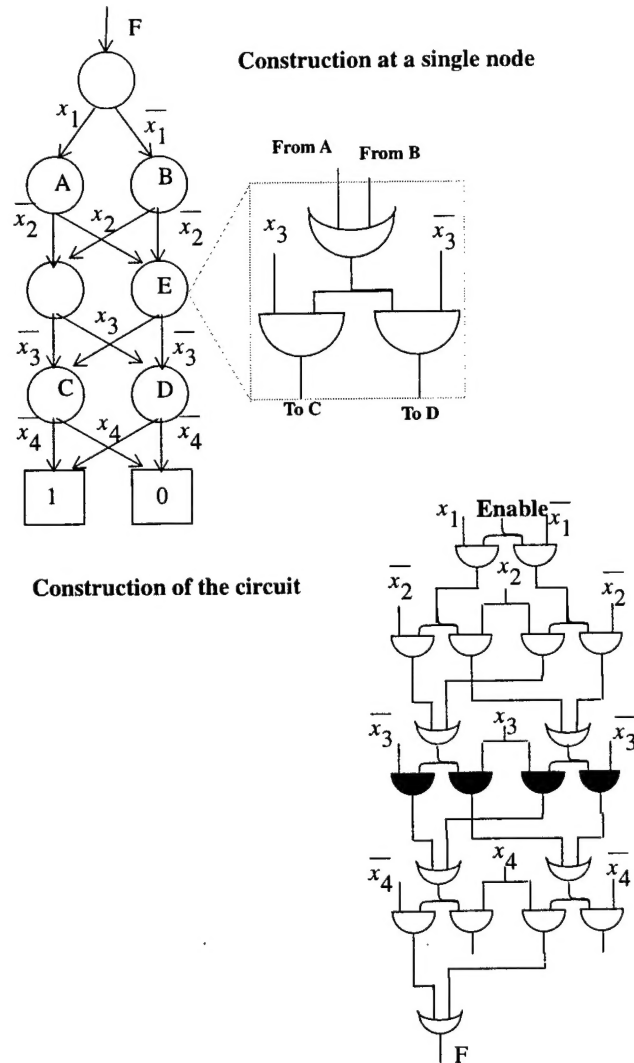 F
Construction at a single node
x₁ x̄₁
From A From B
A B
x̄₂ x₂ x̄₂
x₃ x̄₃
E
x̄₃ x₃ x̄₃
C D
To C To D
x̄₄ x₄ x̄₄
1 0
x₁ Enable x̄₁
Construction of the circuit
x̄₂ x₂ x̄₂
x̄₃ x₃ x̄₃
x̄₄ x₄ x̄₄
F